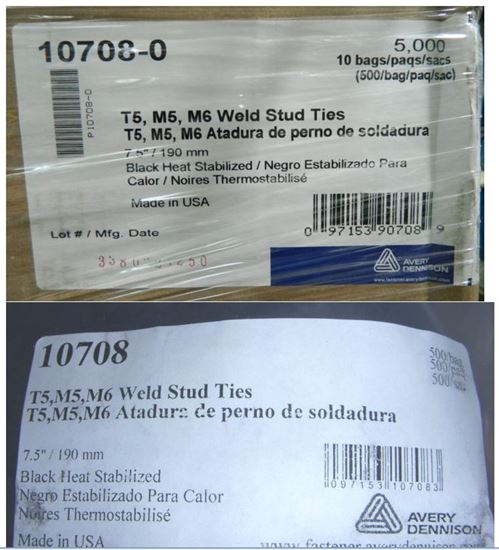 10708-0
5,000
10 bags/paqs/sacs
(500/bag/paq/sac)
P10708-0
T5, M5, M6 Weld Stud Ties
T5, M5, M6 Atadura de perno de soldadura
7.5" / 190 mm
Black Heat Stabilized / Negro Estabilizado Para
Calor / Noires Thermostabilisé
Made in USA
0 97153 90708 9
Lot # / Mfg. Date
AVERY
DENNISON
10708
500/bag
500/
500/
T5,M5,M6 Weld Stud Ties
T5,M5,M6 Atadura de perno de soldadura
7.5" / 190 mm
Black Heat Stabilized
Negro Estabilizado Para Calor
Noires Thermostabilisé
Made in USA
097153107083
AVERY
DENNISON